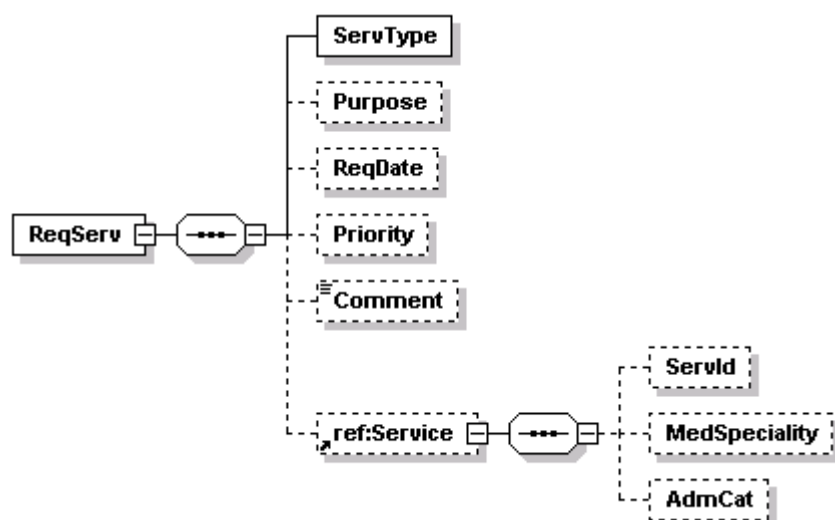 ServType
Purpose
ReqDate
ReqServ
Priority
Comment
ServId
ref:Service
MedSpeciality
AdmCat